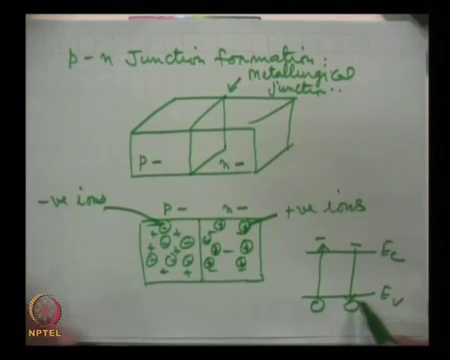 p-n Junction formation:
metallurgical
junction..
p-
n-
-ve ions
p-
n-
+ve ions
Ec
Ev
NPTEL